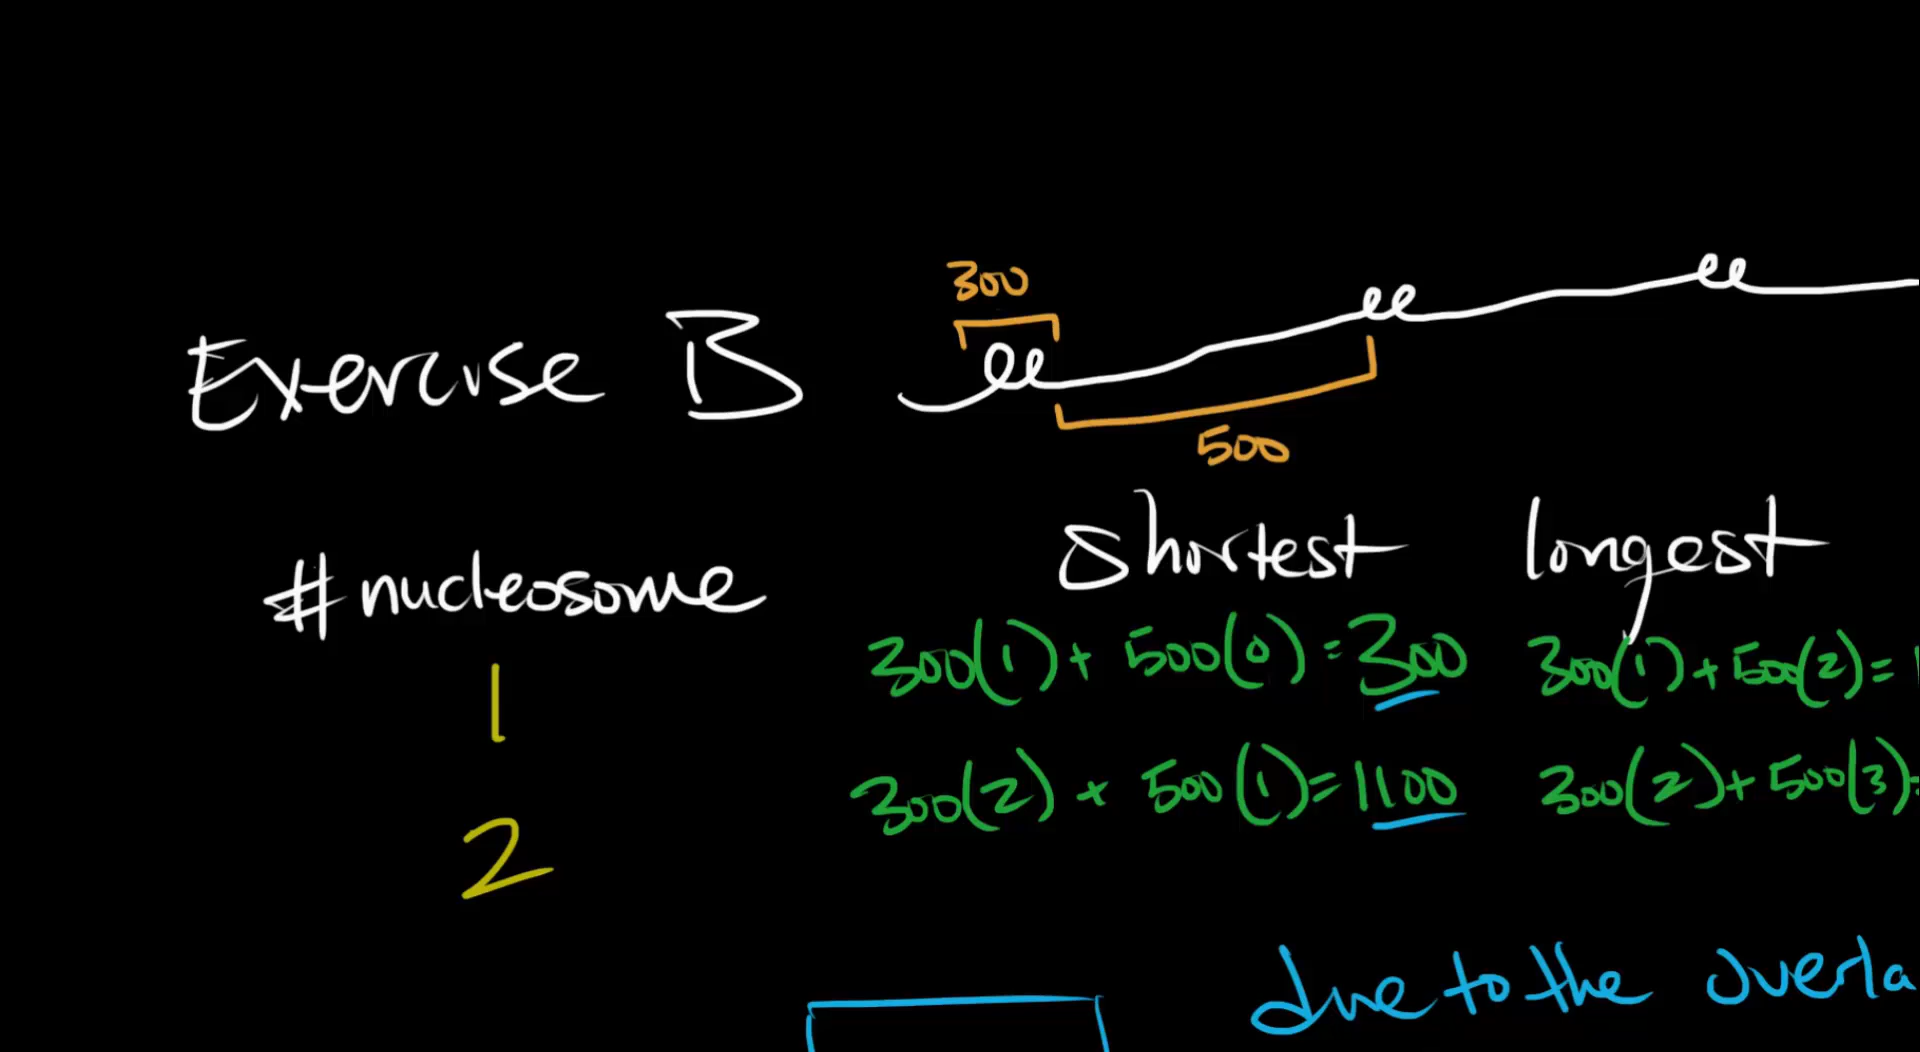 300
Exercise B
500
#nucleosome shortest longest
1 300(1) + 500(0) = 300 300(1) + 500(2) =
2 300(2) + 500(1) = 1100 300(2) + 500(3) =
due to the overla